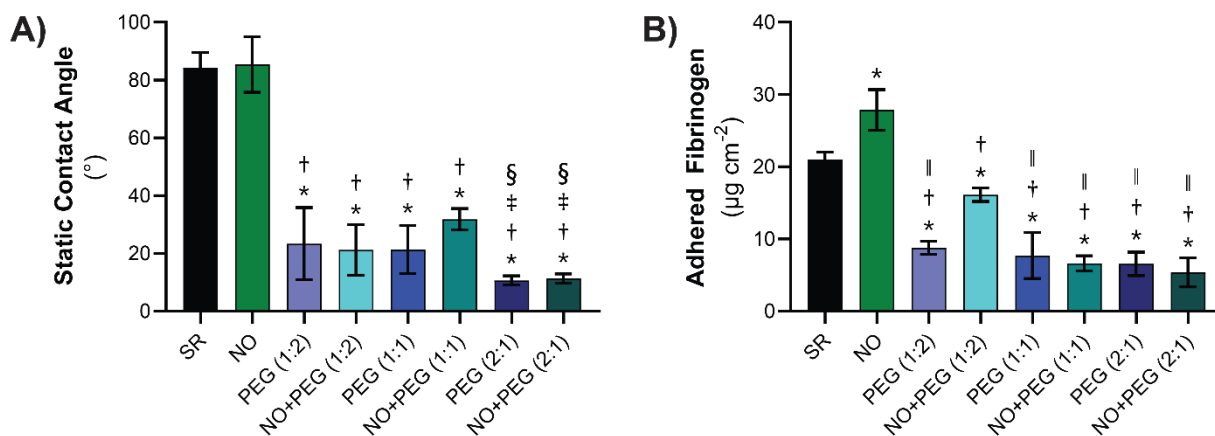 A)
Static Contact Angle
(°)
100
80
60
40
20
0
†
*
†
*
†
*
†
*
§
‡
†
*
§
‡
†
*
SR
NO
PEG (1:2)
NO+PEG (1:2)
PEG (1:1)
NO+PEG (1:1)
PEG (2:1)
NO+PEG (2:1)
B)
Adhered Fibrinogen
(µg cm-2)
40
30
20
10
0
*
‖
†
*
†
*
‖
†
*
‖
†
*
‖
†
*
‖
†
*
SR
NO
PEG (1:2)
NO+PEG (1:2)
PEG (1:1)
NO+PEG (1:1)
PEG (2:1)
NO+PEG (2:1)